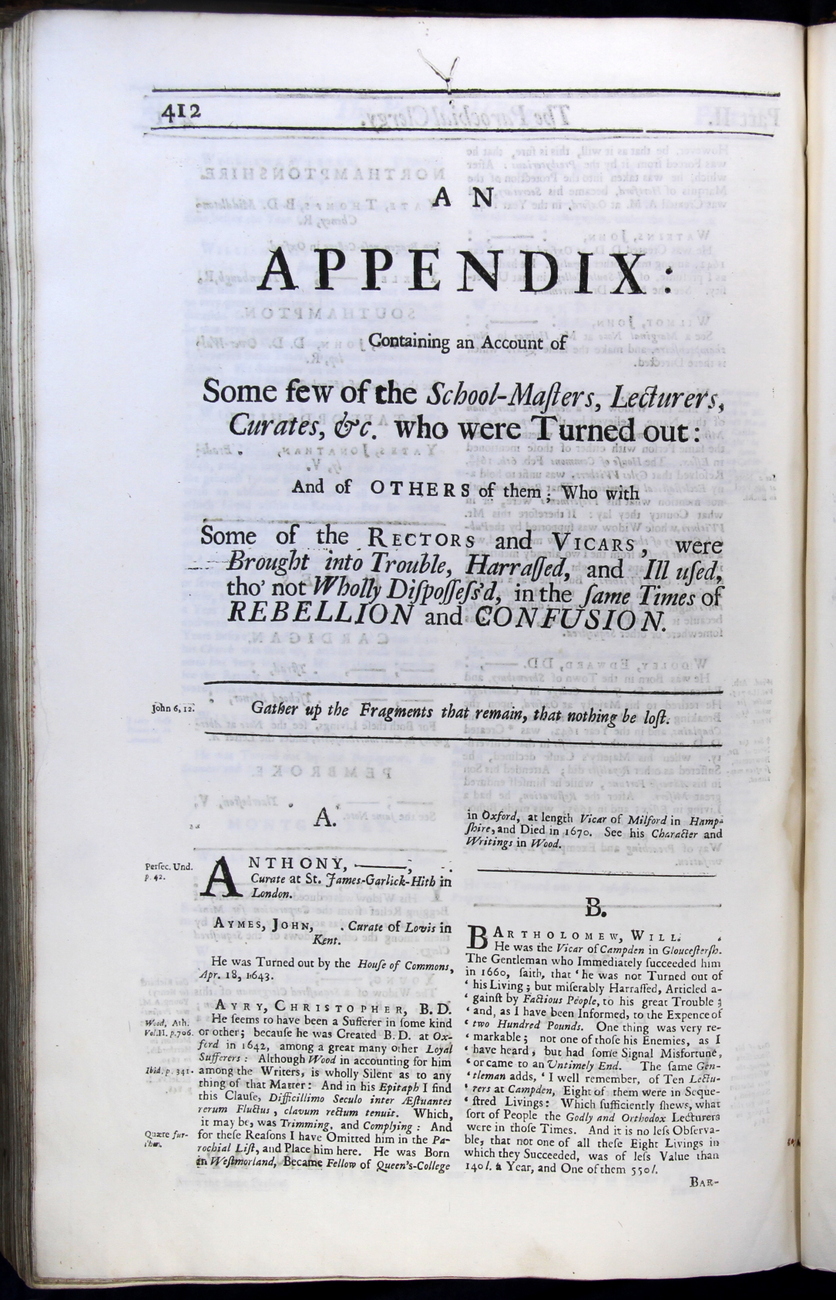 412
AN
APPENDIX:
Containing an Account of
Some few of the School-Maſters, Lecturers,
Curates, &c. who were Turned out:
And of OTHERS of them; Who with
Some of the RECTORS and VICARS, were
Brought into Trouble, Harraſſed, and Ill uſed,
tho' not Wholly Diſpoſſeſs'd, in the ſame Times of
REBELLION and CONFUSION.
John 6, 12.
Gather up the Fragments that remain, that nothing be loſt.
A.
Perſec. Und.
p. 42.
ANTHONY, ———;
Curate at St. James-Garlick-Hith in
London.
AYMES, JOHN, . Curate of Lovis in
Kent.
He was Turned out by the Houſe of Commons,
Apr. 18, 1643.
AYRY, CHRISTOPHER, B. D.
He ſeems to have been a Sufferer in ſome kind
Wood, Ath.
Vol. II. p. 706.
or other; becauſe he was Created B. D. at Ox-
ford in 1642, among a great many other Loyal
Sufferers: Although Wood in accounting for him
Ibid. p. 341.
among the Writers, is wholly Silent as to any
thing of that Matter: And in his Epitaph I find
this Clauſe, Difficillimo Seculo inter Æſtuantes
rerum Fluctus, clavum rectum tenuit. Which,
it may be, was Trimming, and Complying: And
Quære fur-
ther.
for theſe Reaſons I have Omitted him in the Pa-
rochial Liſt, and Place him here. He was Born
in Weſtmorland, Became Fellow of Queen's-College
in Oxford, at length Vicar of Milford in Hamp-
ſhire, and Died in 1670. See his Character and
Writings in Wood.
B.
BARTHOLOMEW, WILL.
He was the Vicar of Campden in Glouceſterſh.
The Gentleman who Immediately ſucceeded him
in 1660, ſaith, that ' he was not Turned out of
' his Living; but miſerably Harraſſed, Articled a-
' gainſt by Factious People, to his great Trouble;
' and, as I have been Informed, to the Expence of
' two Hundred Pounds. One thing was very re-
' markable; not one of thoſe his Enemies, as I
' have heard, but had ſome Signal Misfortune,
' or came to an Untimely End. The ſame Gen-
' tleman adds, ' I well remember, of Ten Lectu-
' rers at Campden, Eight of them were in Seque-
' ſtred Livings: Which ſufficiently ſhews, what
ſort of People the Godly and Orthodox Lecturers
were in thoſe Times. And it is no leſs Obſerva-
ble, that not one of all theſe Eight Livings in
which they Succeeded, was of leſs Value than
140 l. a Year, and One of them 550 l.
BAR-